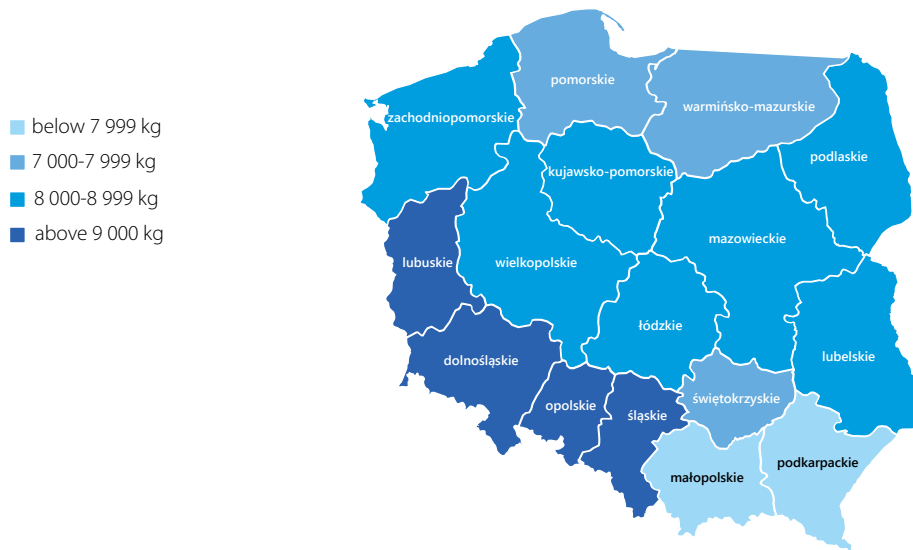 below 7 999 kg
7 000-7 999 kg
8 000-8 999 kg
above 9 000 kg
pomorskie
warmińsko-mazurskie
zachodniopomorskie
podlaskie
kujawsko-pomorskie
mazowieckie
lubuskie
wielkopolskie
łódzkie
dolnośląskie
lubelskie
opolskie
śląskie
świętokrzyskie
małopolskie
podkarpackie